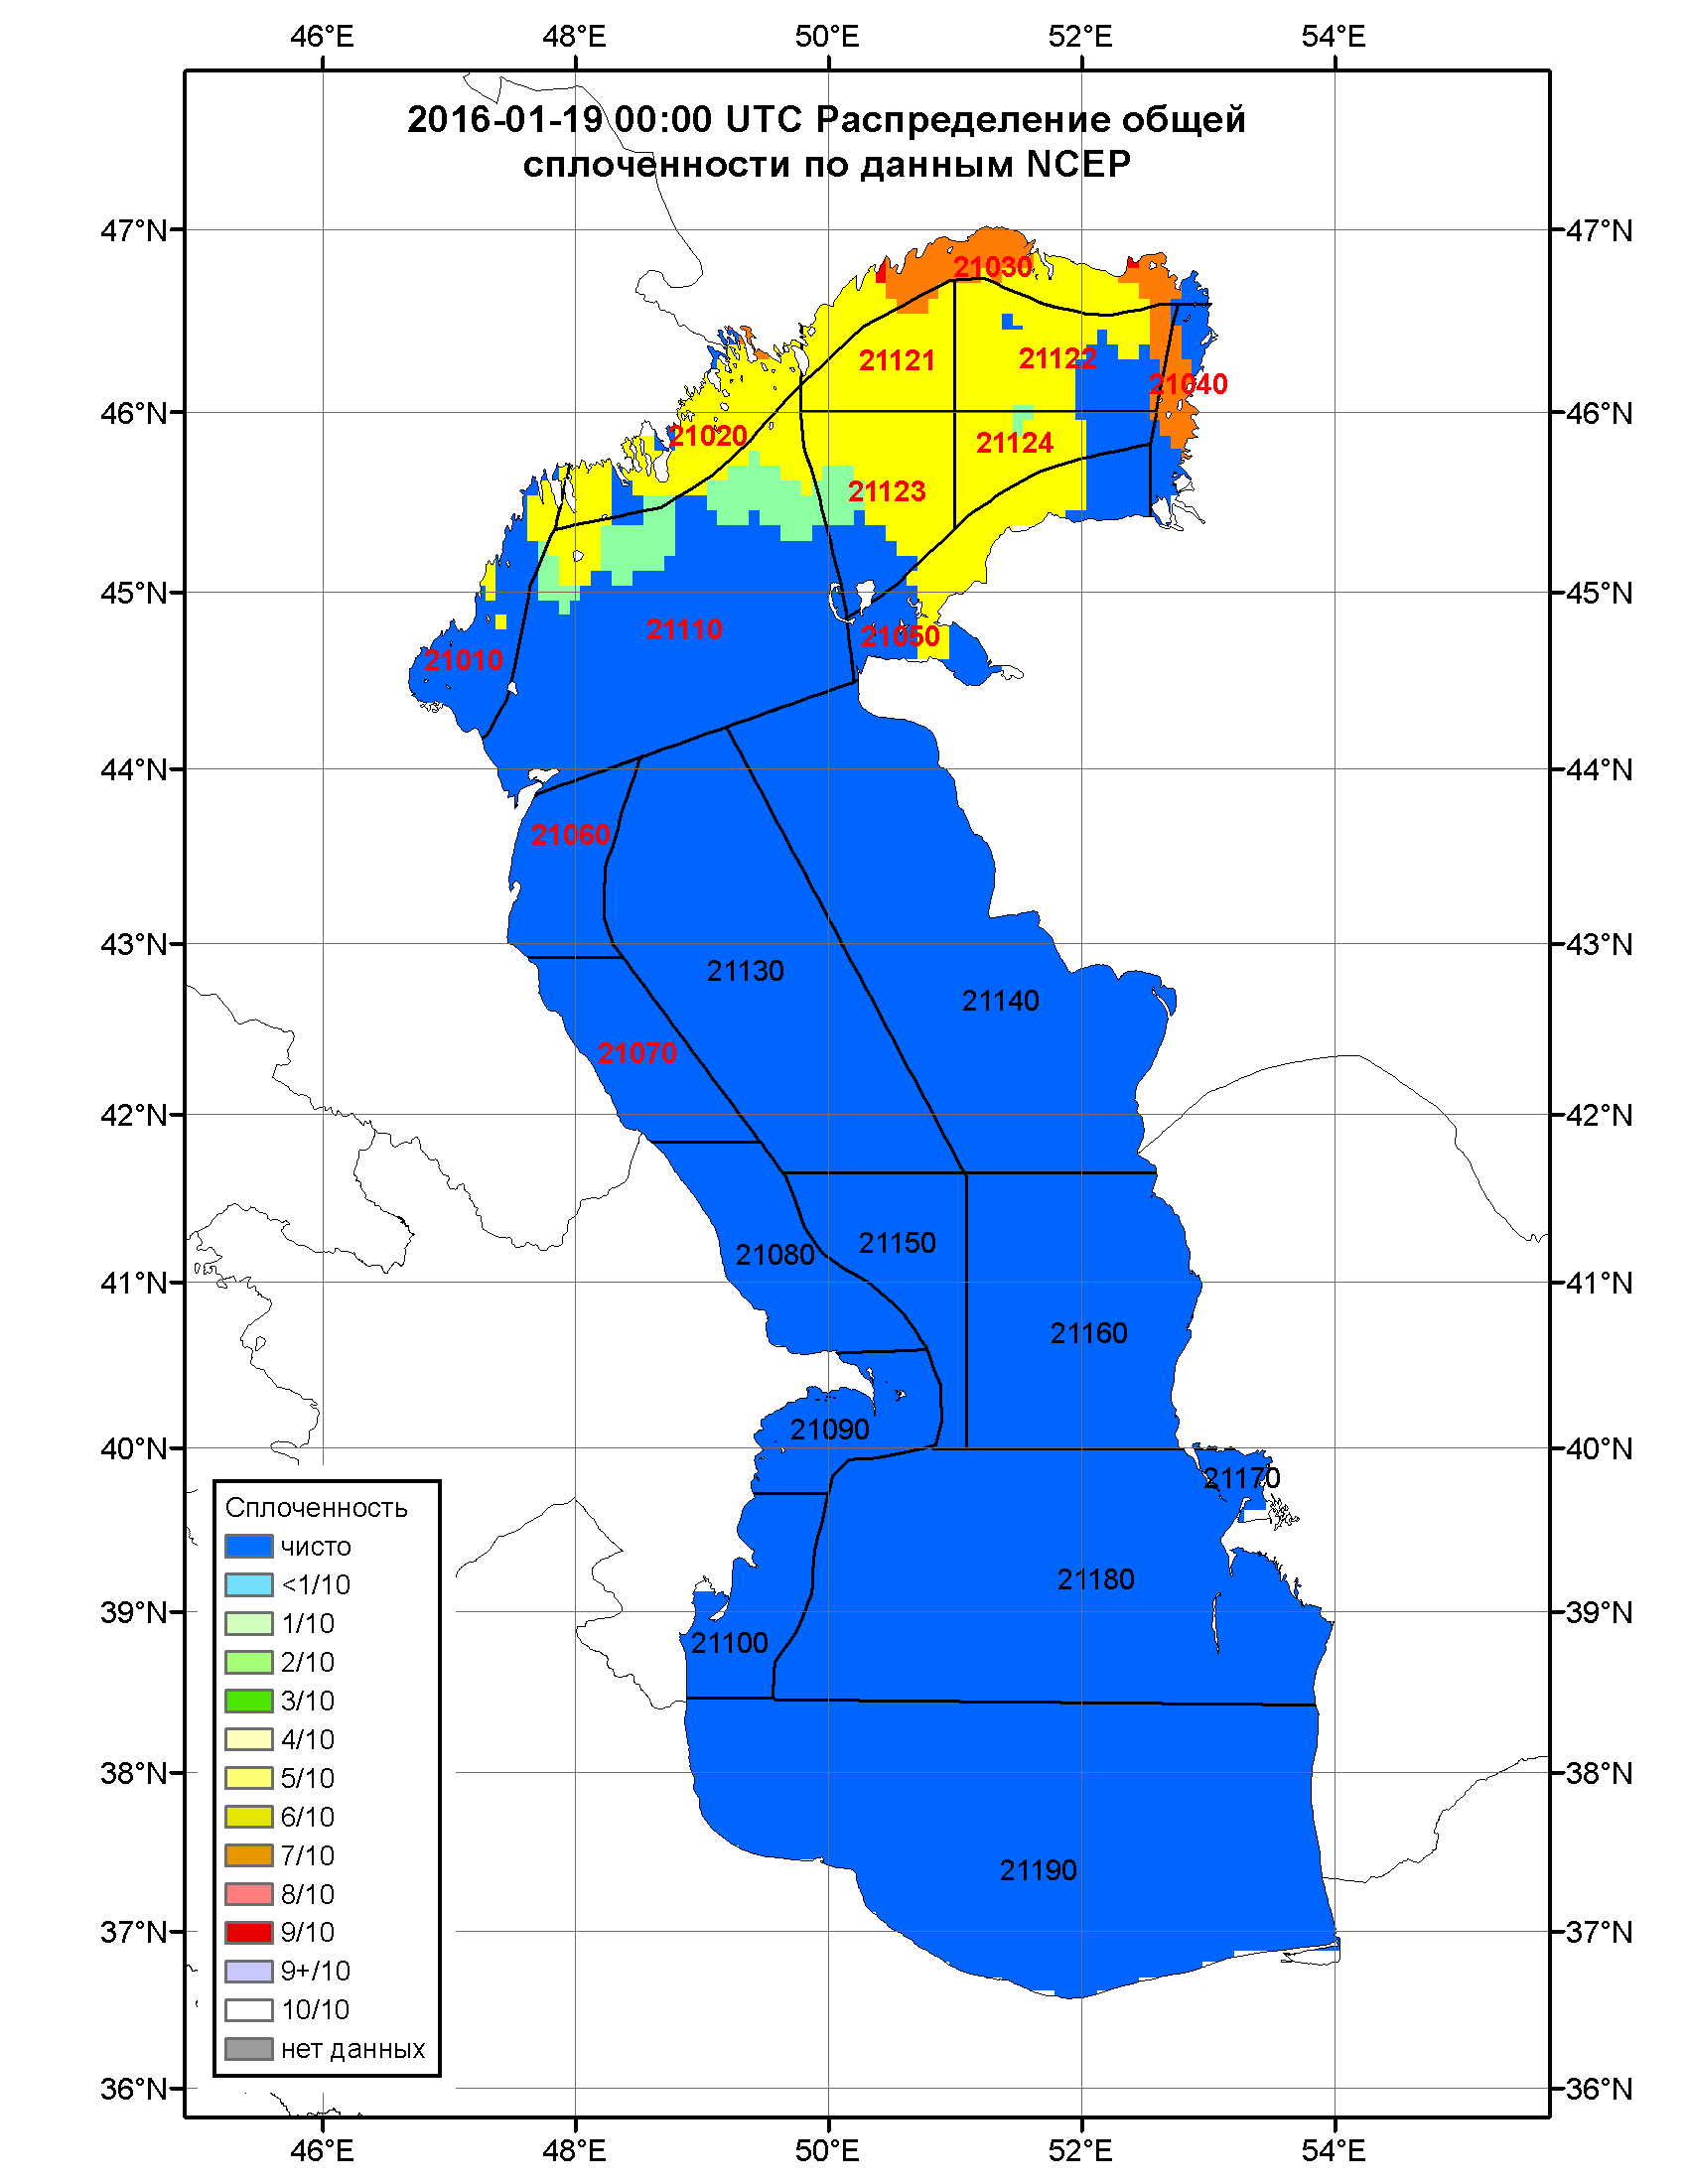 46°E 48°E 50°E 52°E 54°E
2016-01-19 00:00 UTC Распределение общей
сплоченности по данным NCEP
47°N 47°N
21030
21121 21122
21040
46°N 46°N
21020
21124
21123
45°N 45°N
21110 21050
21010
44°N 44°N
21060
43°N 43°N
21130
21140
21070
42°N 42°N
21150
21080
41°N 41°N
21160
21090
40°N 40°N
21170
Сплоченность
чисто
<1/10
21180
39°N 39°N
1/10
21100
2/10
3/10
4/10
38°N 38°N
5/10
6/10
7/10
21190
8/10
37°N 37°N
9/10
9+/10
10/10
нет данных
36°N 36°N
46°E 48°E 50°E 52°E 54°E